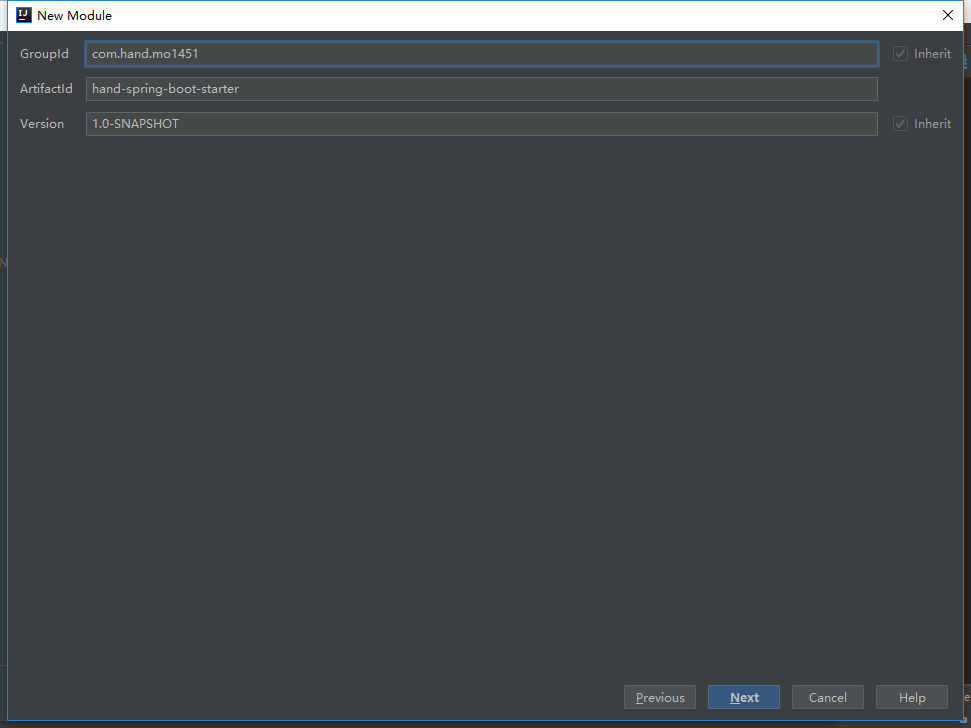 New Module
GroupId com.hand.mo1451 Inherit
ArtifactId hand-spring-boot-starter
Version 1.0-SNAPSHOT Inherit
N
Previous Next Cancel Help
e